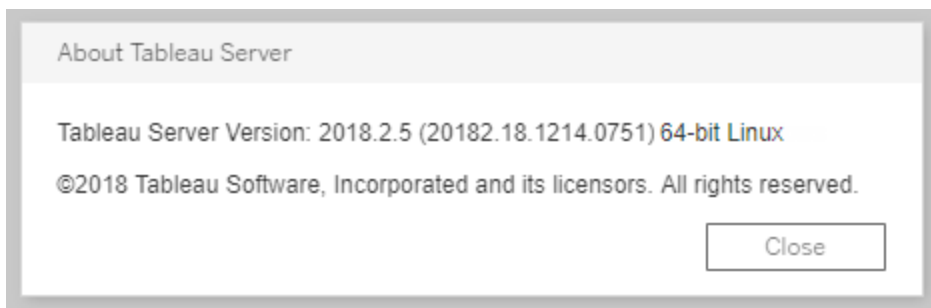 About Tableau Server
Tableau Server Version: 2018.2.5 (20182.18.1214.0751) 64-bit Linux
©2018 Tableau Software, Incorporated and its licensors. All rights reserved.
Close